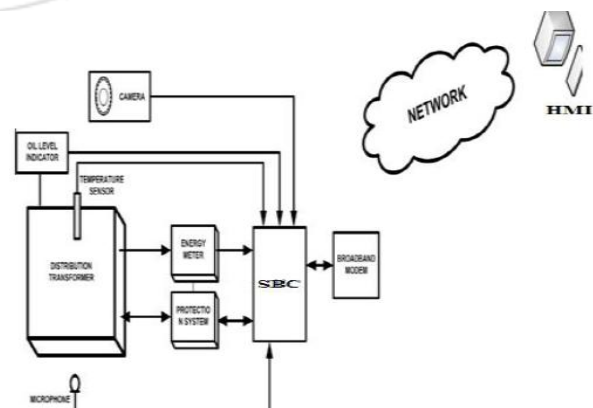 CAMERA
NETWORK
HMI
OIL LEVEL
INDICATOR
TEMPERATURE
SENSOR
DISTRIBUTION
TRANSFORMER
ENERGY
METER
SBC
BROADBAND
MODEM
PROTECTIO
N SYSTEM
MICROPHONE